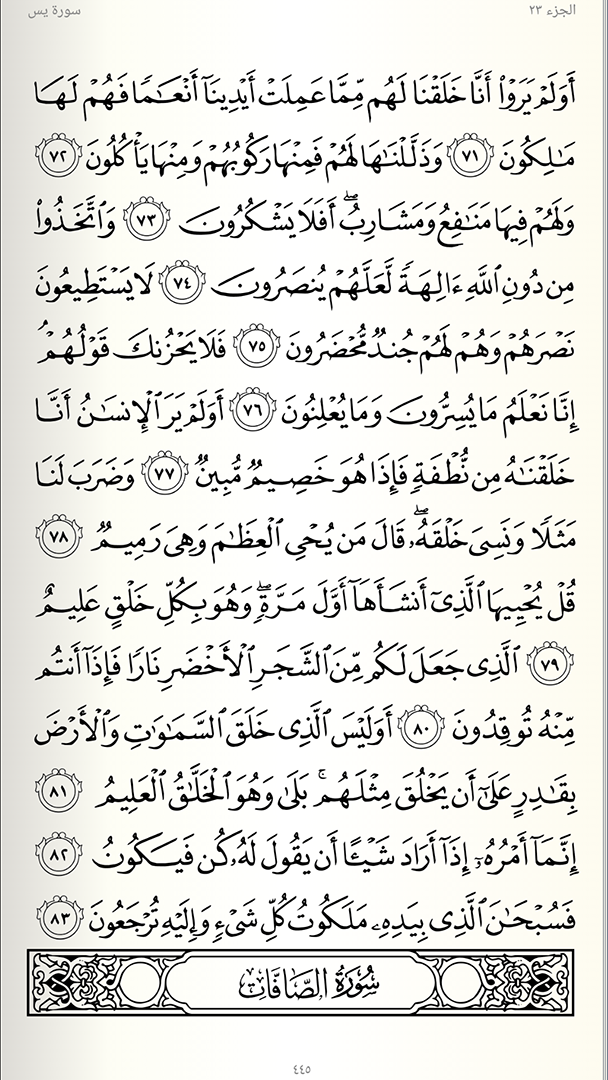 الجزء ٢٣
سورة يس
أَوَلَمْ يَرَوْا۟ أَنَّا خَلَقْنَا لَهُم مِّمَّا عَمِلَتْ أَيْدِينَآ أَنْعَـٰمًا فَهُمْ لَهَا
مَـٰلِكُونَ ٧١ وَذَلَّلْنَـٰهَا لَهُمْ فَمِنْهَا رَكُوبُهُمْ وَمِنْهَا يَأْكُلُونَ ٧٢
وَلَهُمْ فِيهَا مَنَـٰفِعُ وَمَشَارِبُ ۖ أَفَلَا يَشْكُرُونَ ٧٣ وَٱتَّخَذُوا۟
مِن دُونِ ٱللَّهِ ءَالِهَةً لَّعَلَّهُمْ يُنصَرُونَ ٧٤ لَا يَسْتَطِيعُونَ
نَصْرَهُمْ وَهُمْ لَهُمْ جُندٌ مُّحْضَرُونَ ٧٥ فَلَا يَحْزُنكَ قَوْلُهُمْ ۘ
إِنَّا نَعْلَمُ مَا يُسِرُّونَ وَمَا يُعْلِنُونَ ٧٦ أَوَلَمْ يَرَ ٱلْإِنسَـٰنُ أَنَّا
خَلَقْنَـٰهُ مِن نُّطْفَةٍ فَإِذَا هُوَ خَصِيمٌ مُّبِينٌ ٧٧ وَضَرَبَ لَنَا
مَثَلًا وَنَسِىَ خَلْقَهُۥ ۖ قَالَ مَن يُحْىِ ٱلْعِظَـٰمَ وَهِىَ رَمِيمٌ ٧٨
قُلْ يُحْيِيهَا ٱلَّذِىٓ أَنشَأَهَآ أَوَّلَ مَرَّةٍ ۖ وَهُوَ بِكُلِّ خَلْقٍ عَلِيمٌ
٧٩ ٱلَّذِى جَعَلَ لَكُم مِّنَ ٱلشَّجَرِ ٱلْأَخْضَرِ نَارًا فَإِذَآ أَنتُم
مِّنْهُ تُوقِدُونَ ٨٠ أَوَلَيْسَ ٱلَّذِى خَلَقَ ٱلسَّمَـٰوَٰتِ وَٱلْأَرْضَ
بِقَـٰدِرٍ عَلَىٰٓ أَن يَخْلُقَ مِثْلَهُم ۚ بَلَىٰ وَهُوَ ٱلْخَلَّـٰقُ ٱلْعَلِيمُ ٨١
إِنَّمَآ أَمْرُهُۥٓ إِذَآ أَرَادَ شَيْـًٔا أَن يَقُولَ لَهُۥ كُن فَيَكُونُ ٨٢
فَسُبْحَـٰنَ ٱلَّذِى بِيَدِهِۦ مَلَكُوتُ كُلِّ شَىْءٍ وَإِلَيْهِ تُرْجَعُونَ ٨٣
سُورَةُ الصَّافَّات
٤٤٥